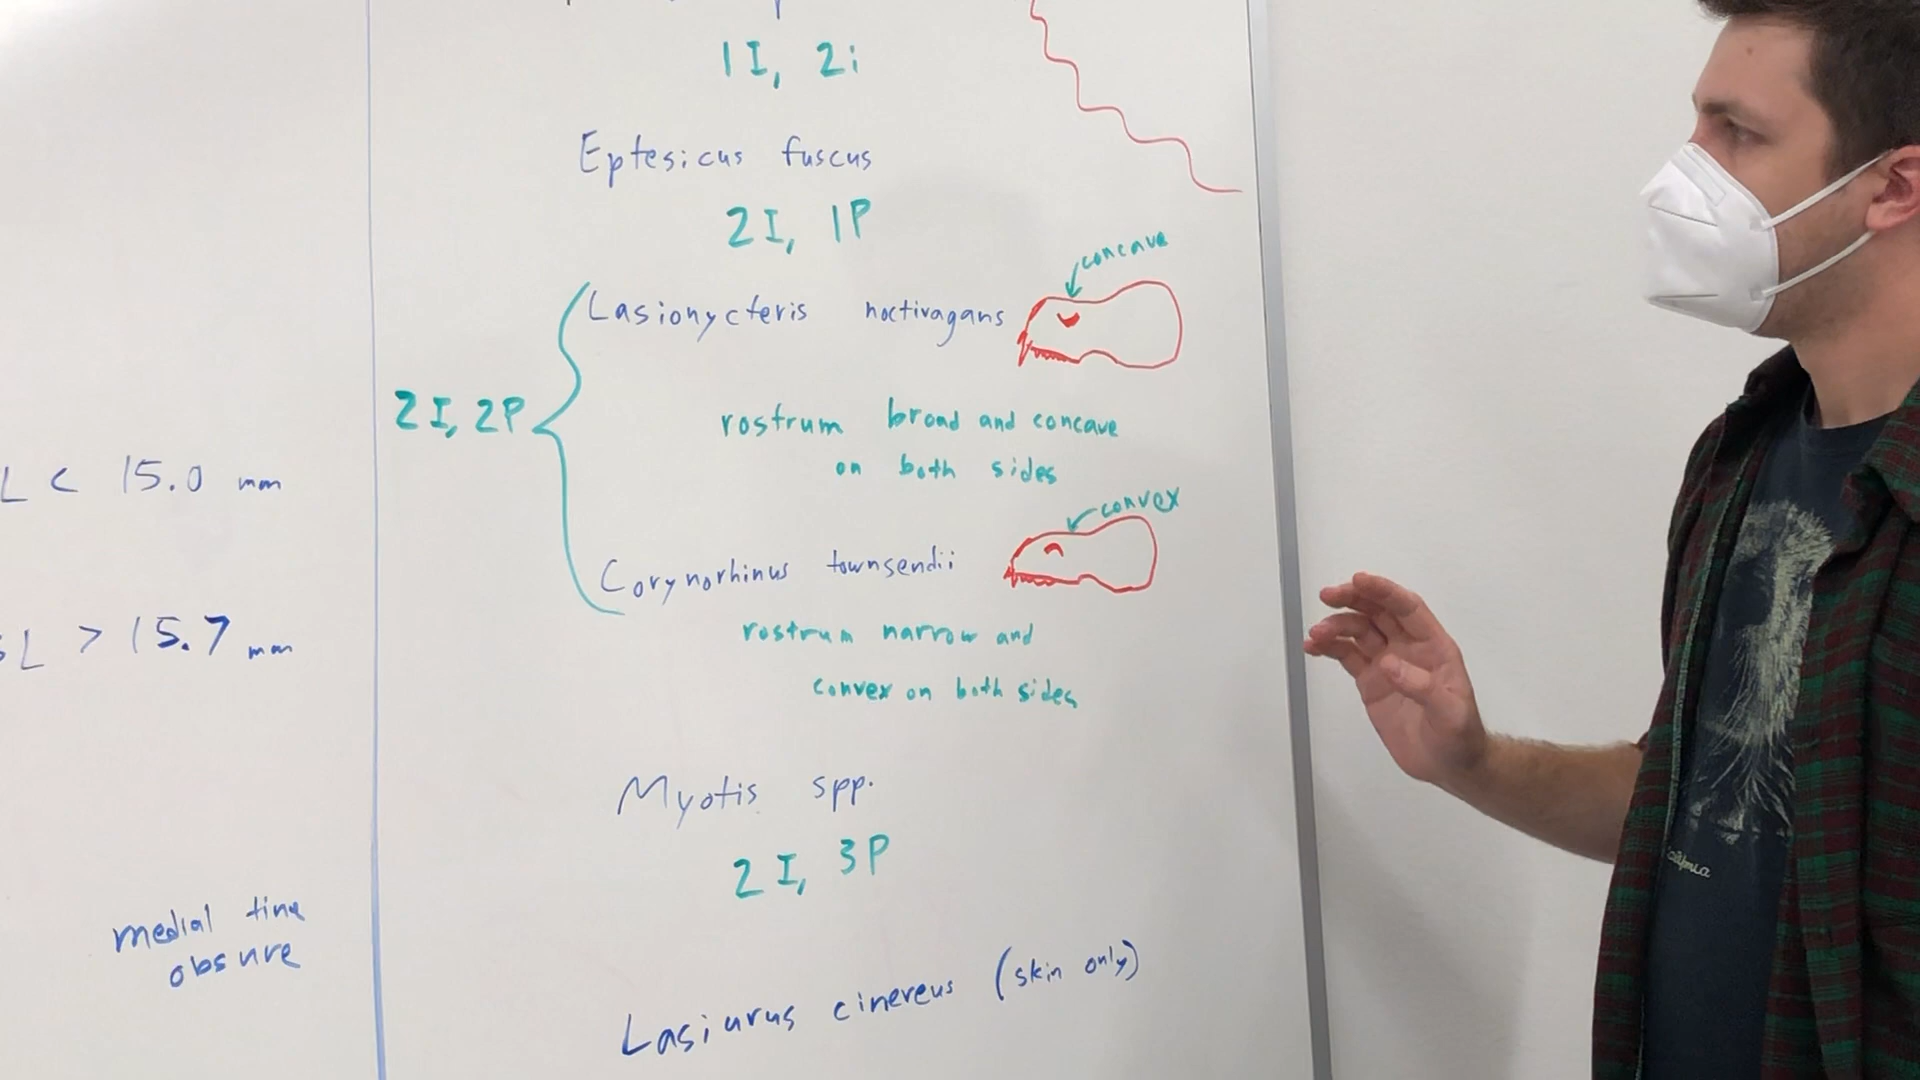 1I, 2i
Eptesicus fuscus
2I, 1P
concave
Lasionycteris noctivagans
2I, 2P
rostrum broad and concave
on both sides
convex
Corynorhinus townsendii
rostrum narrow and
convex on both sides
Myotis spp.
2I, 3P
Lasiurus cinereus (skin only)
L < 15.0 mm
L > 15.7 mm
medial tine
obsure